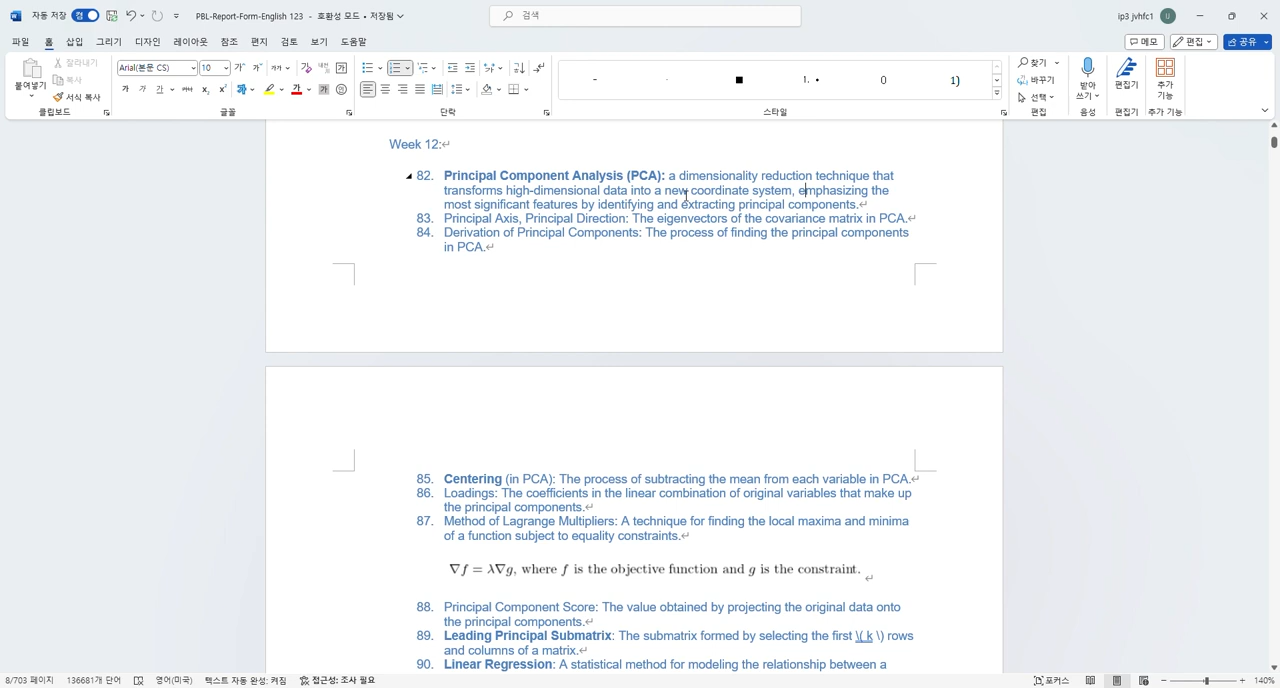 자동 저장 켬 PBL-Report-Form-English 123 - 호환성 모드 • 저장됨 검색 ip3 jvhfc1
파일 홈 삽입 그리기 디자인 레이아웃 참조 편지 검토 보기 도움말 메모 편집 공유
붙여넣기 잘라내기 복사 서식 복사
Arial(본문 CS) 10
1. • 0 1)
찾기 바꾸기 선택
받아쓰기 편집기 추가 기능
클립보드 글꼴 단락 스타일 편집 음성 편집기 추가 기능
Week 12:
82. Principal Component Analysis (PCA): a dimensionality reduction technique that
transforms high-dimensional data into a new coordinate system, emphasizing the
most significant features by identifying and extracting principal components.
83. Principal Axis, Principal Direction: The eigenvectors of the covariance matrix in PCA.
84. Derivation of Principal Components: The process of finding the principal components
in PCA.
85. Centering (in PCA): The process of subtracting the mean from each variable in PCA.
86. Loadings: The coefficients in the linear combination of original variables that make up
the principal components.
87. Method of Lagrange Multipliers: A technique for finding the local maxima and minima
of a function subject to equality constraints.
∇f = λ∇g, where f is the objective function and g is the constraint.
88. Principal Component Score: The value obtained by projecting the original data onto
the principal components.
89. Leading Principal Submatrix: The submatrix formed by selecting the first \( k \) rows
and columns of a matrix.
90. Linear Regression: A statistical method for modeling the relationship between a
8/703 페이지 136681개 단어 영어(미국) 텍스트 자동 완성: 켜짐 접근성: 조사 필요 포커스 140%